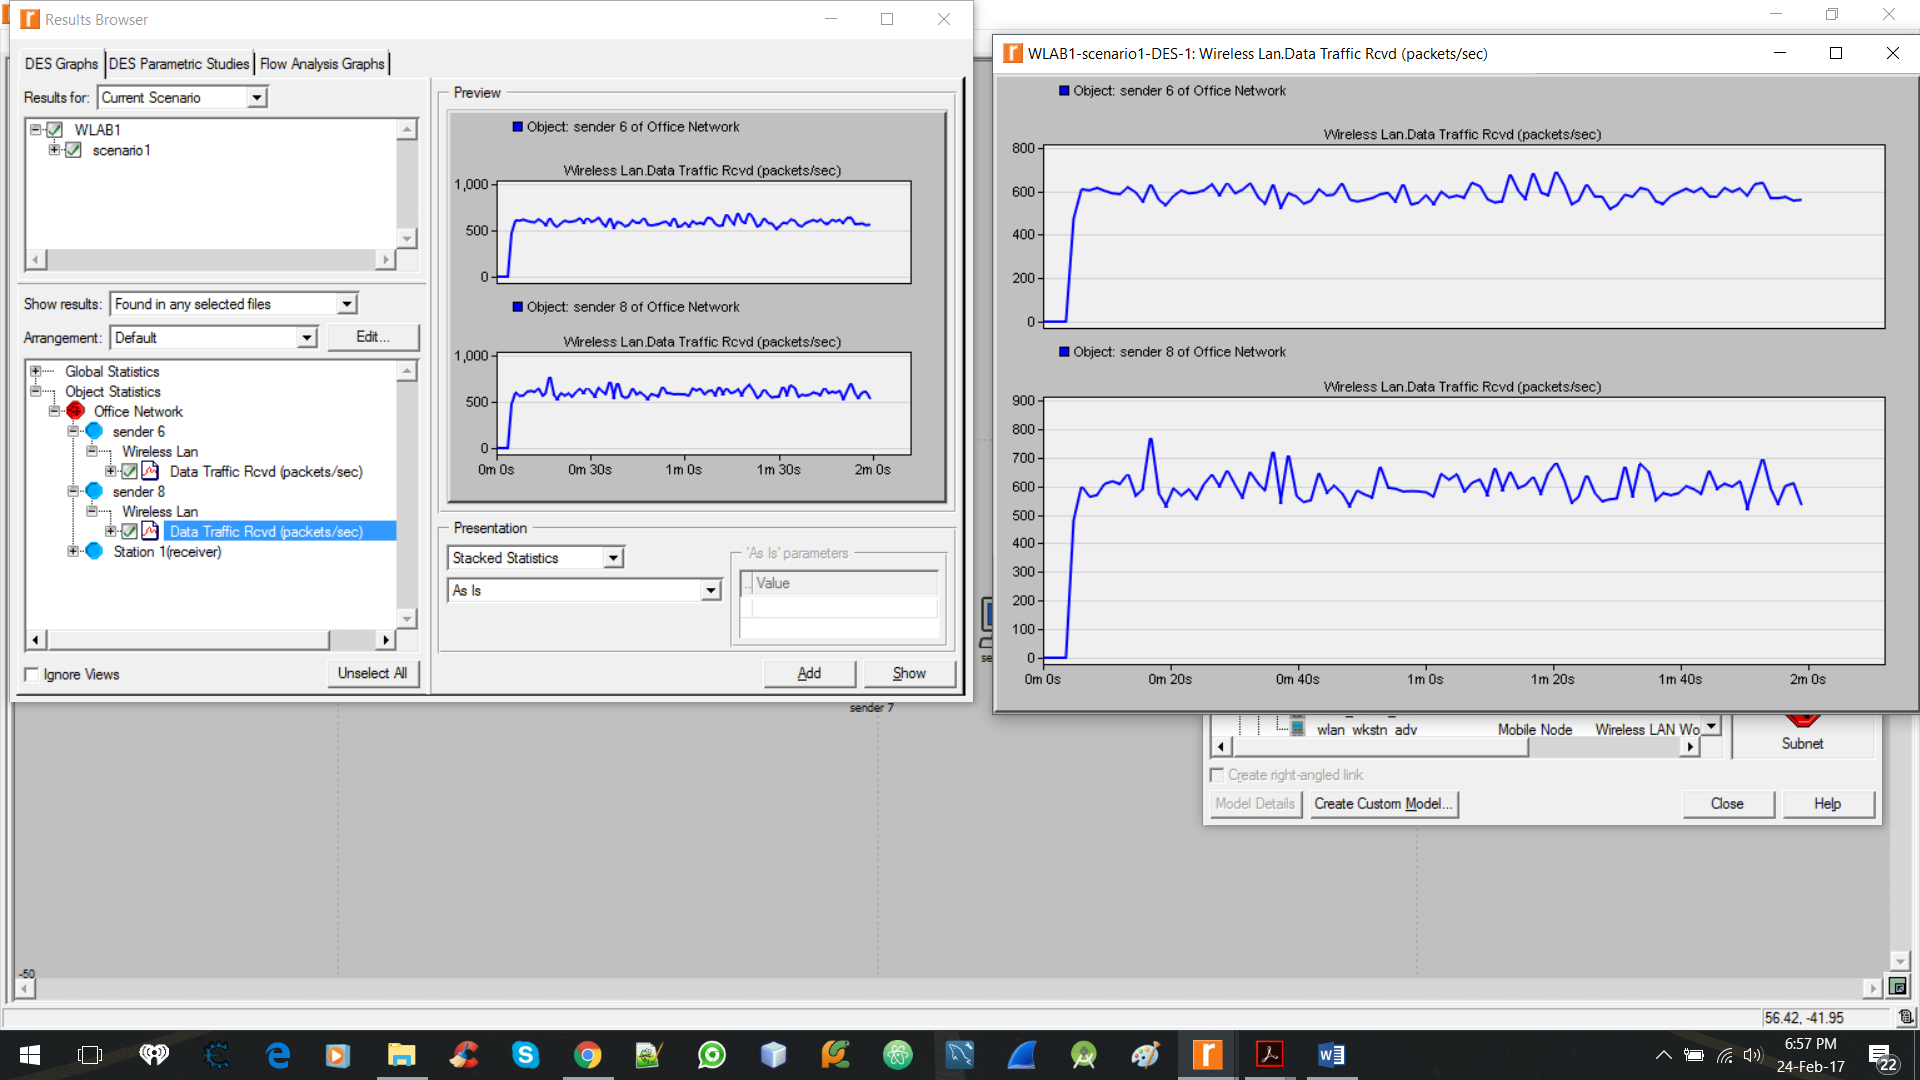 Results Browser
DES Graphs
DES Parametric Studies
Flow Analysis Graphs
Results for:
Current Scenario
WLAB1
scenario1
Show results:
Found in any selected files
Arrangement:
Default
Edit...
Global Statistics
Object Statistics
Office Network
sender 6
Wireless Lan
Data Traffic Rcvd (packets/sec)
sender 8
Wireless Lan
Data Traffic Rcvd (packets/sec)
Station 1(receiver)
Ignore Views
Unselect All
Preview
Object: sender 6 of Office Network
Wireless Lan.Data Traffic Rcvd (packets/sec)
1,000
500
0
Object: sender 8 of Office Network
Wireless Lan.Data Traffic Rcvd (packets/sec)
1,000
500
0
0m 0s
0m 30s
1m 0s
1m 30s
2m 0s
Presentation
Stacked Statistics
As Is
'As Is' parameters
.. Value
Add
Show
WLAB1-scenario1-DES-1: Wireless Lan.Data Traffic Rcvd (packets/sec)
Object: sender 6 of Office Network
Wireless Lan.Data Traffic Rcvd (packets/sec)
800
600
400
200
0
Object: sender 8 of Office Network
Wireless Lan.Data Traffic Rcvd (packets/sec)
900
800
700
600
500
400
300
200
100
0
0m 0s
0m 20s
0m 40s
1m 0s
1m 20s
1m 40s
2m 0s
se
sender 7
wlan_wkstn_adv
Mobile Node
Wireless LAN Wo
Subnet
Create right-angled link
Model Details
Create Custom Model...
Close
Help
-50
56.42, -41.95
6:57 PM
24-Feb-17
22